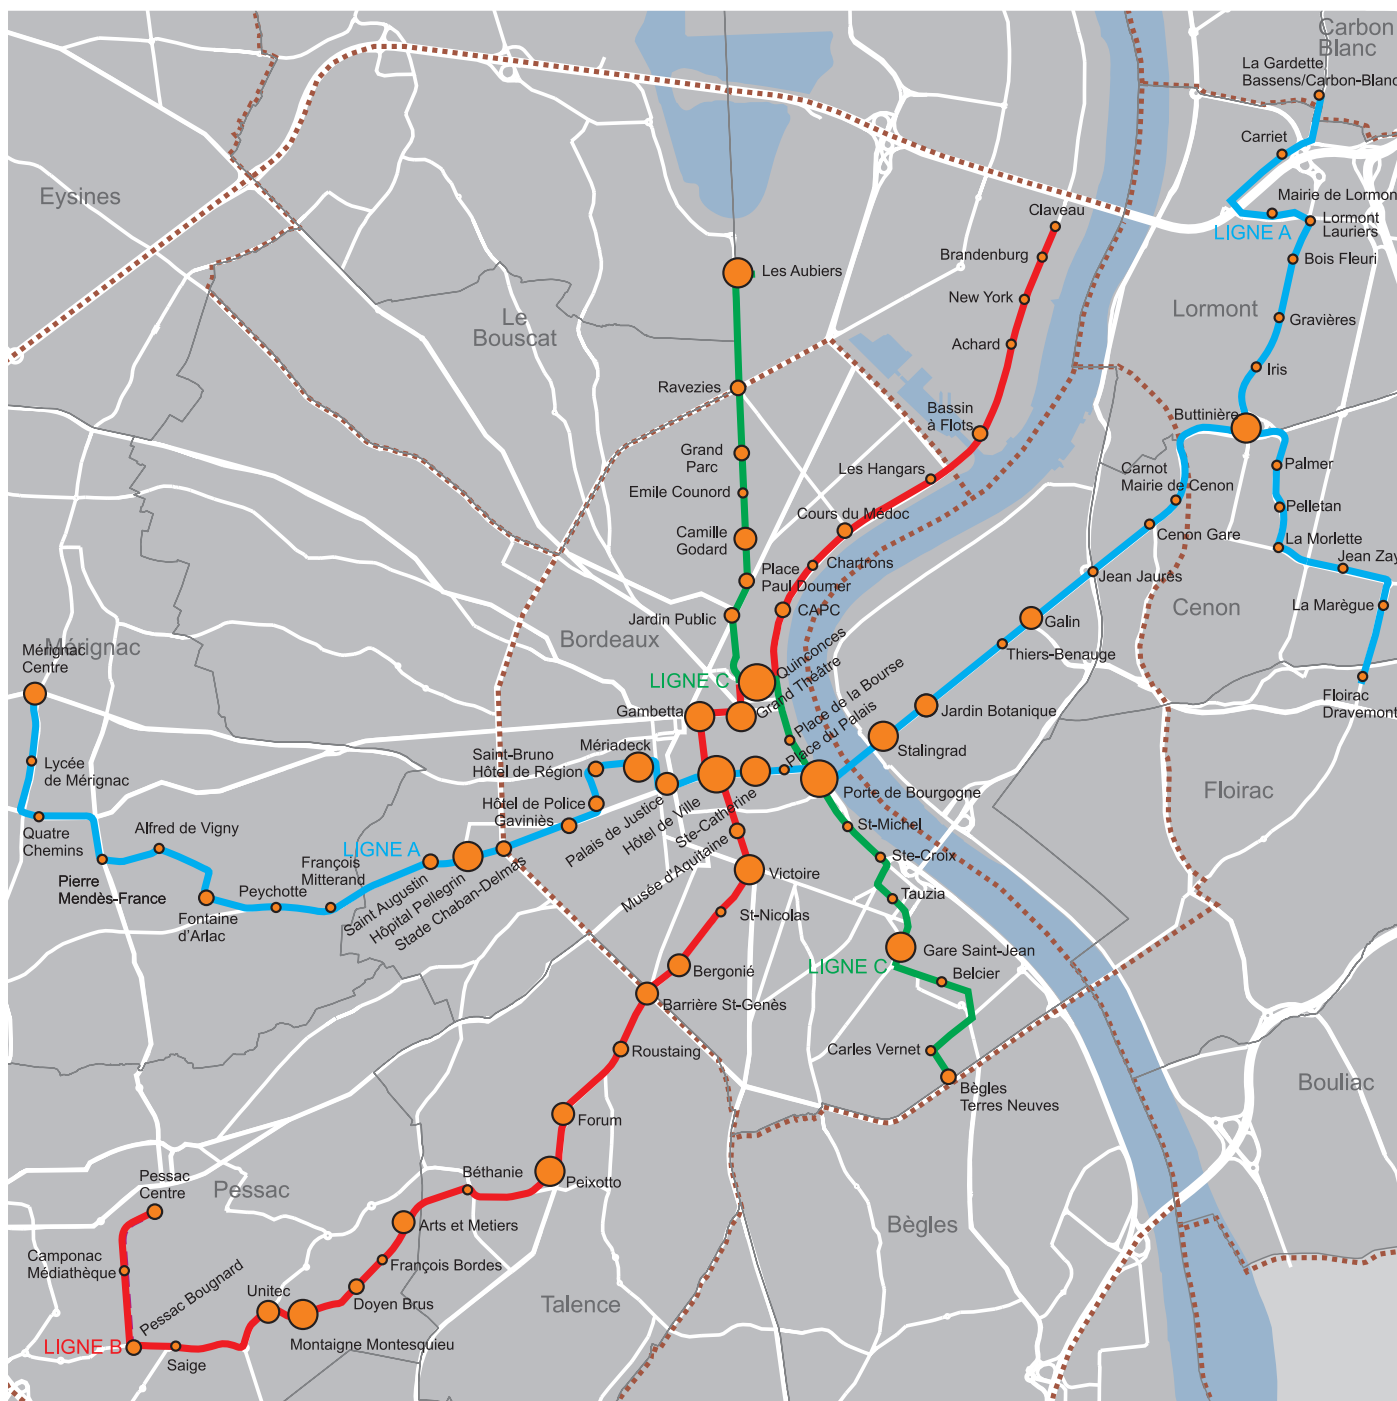 Carbon
Blanc
La Gardette
Bassens/Carbon-Blanc
Carriet
Eysines
Mairie de Lormont
Claveau
Lormont
Lauriers
LIGNE A
Brandenburg
Bois Fleuri
Les Aubiers
New York
Lormont
Le
Bouscat
Gravières
Achard
Iris
Ravezies
Bassin
à Flots
Buttinière
Grand
Parc
Palmer
Les Hangars
Carnot
Mairie de Cenon
Emile Counord
Pelletan
Cours du Médoc
Camille
Godard
Cenon Gare
La Morlette
Jean Zay
Chartrons
Place
Paul Doumer
Jean Jaurès
CAPC
La Marègue
Cenon
Jardin Public
Galin
Bordeaux
Mérignac
Mérignac
Centre
Thiers-Benauge
Quinconces
LIGNE C
Grand Théâtre
Floirac
Dravemont
Gambetta
Jardin Botanique
Place de la Bourse
Place du Palais
Stalingrad
Mériadeck
Saint-Bruno
Hôtel de Région
Lycée
de Mérignac
Porte de Bourgogne
Floirac
Hôtel de Police
Gaviniès
Palais de Justice
Hôtel de Ville
Ste-Catherine
Musée d'Aquitaine
St-Michel
Quatre
Chemins
Alfred de Vigny
LIGNE A
Ste-Croix
François
Mitterrand
Victoire
Pierre
Mendès-France
Peychotte
Tauzia
Saint Augustin
Hôpital Pellegrin
Stade Chaban-Delmas
St-Nicolas
Fontaine
d'Arlac
Gare Saint-Jean
LIGNE C
Bergonié
Belcier
Barrière St-Genès
Roustaing
Carles Vernet
Bègles
Terres Neuves
Bouliac
Forum
Béthanie
Pessac
Centre
Pessac
Peixotto
Arts et Metiers
Bègles
Camponac
Médiathèque
François Bordes
Pessac Bougnard
Unitec
Doyen Brus
Talence
LIGNE B
Montaigne Montesquieu
Saige